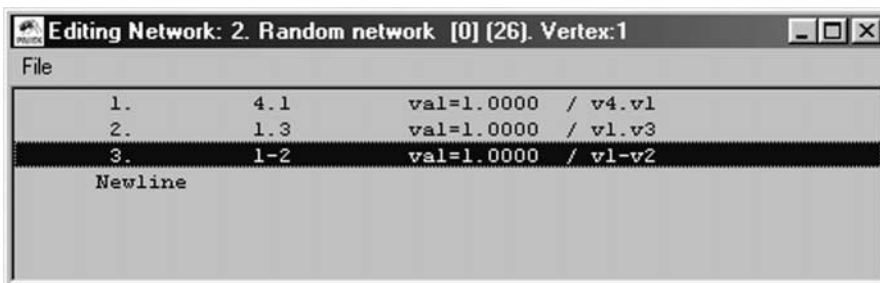 Editing Network: 2. Random network [0] (26). Vertex:1
File
1. 4.1 val=1.0000 / v4.v1
2. 1.3 val=1.0000 / v1.v3
3. 1-2 val=1.0000 / v1-v2
Newline